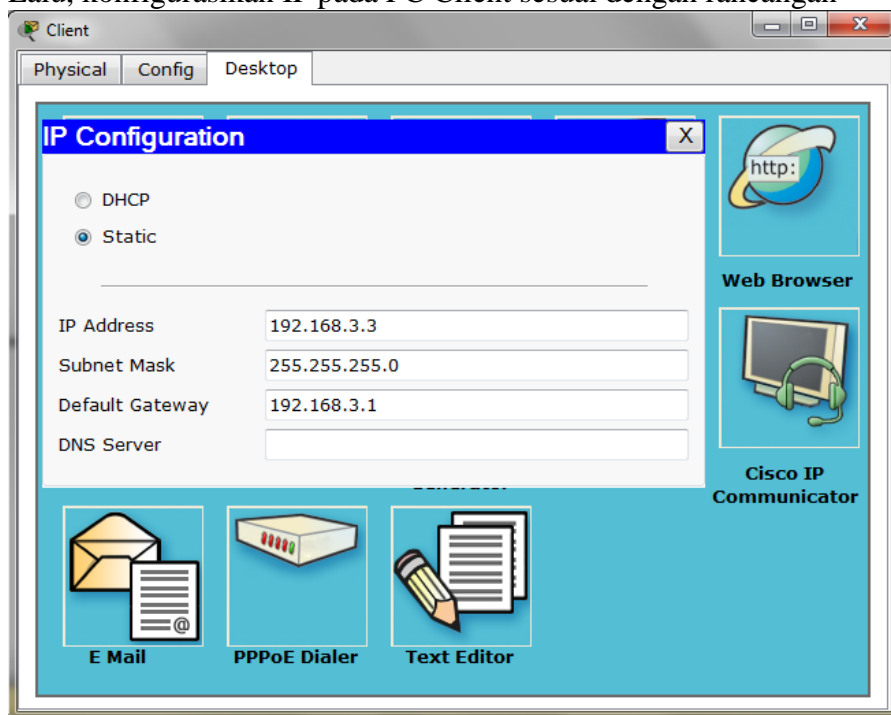 Client
Physical Config Desktop
IP Configuration X
DHCP
Static
IP Address 192.168.3.3
Subnet Mask 255.255.255.0
Default Gateway 192.168.3.1
DNS Server
http:
Web Browser
Cisco IP
Communicator
E Mail
PPPoE Dialer
Text Editor